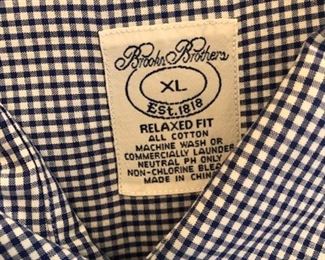 Brooks Brothers
XL
Est. 1818
RELAXED FIT
ALL COTTON
MACHINE WASH OR
COMMERCIALLY LAUNDER
NEUTRAL PH ONLY
NON-CHLORINE BLEA
MADE IN CHINA